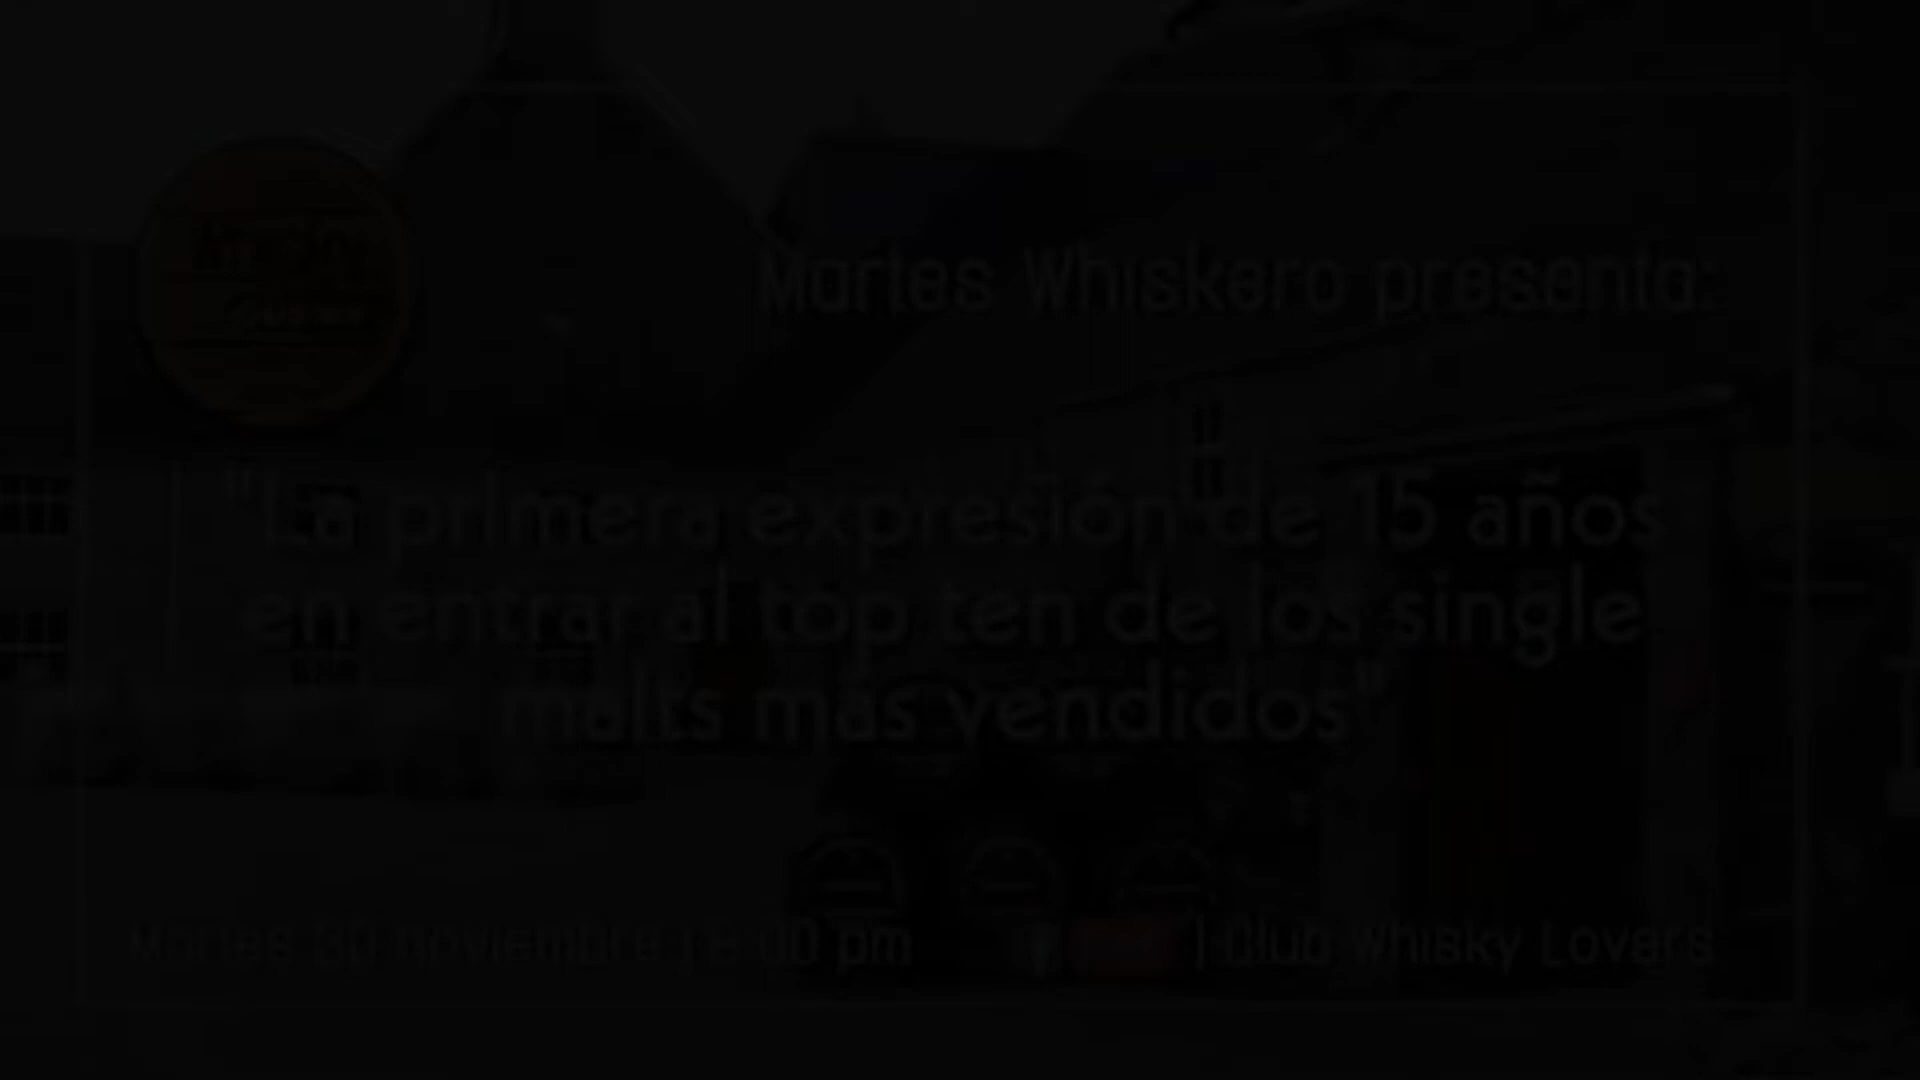 Martes Whiskero presenta:
"La primera expresión de 15 años
en entrar al top ten de los single
malts más vendidos"
Martes 30 noviembre | 8:00 pm
| Club Whisky Lovers